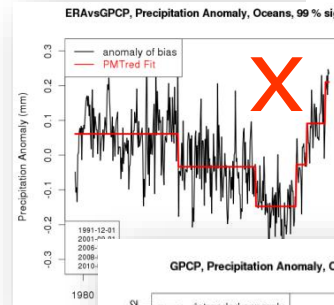 ERAvsGPCP, Precipitation Anomaly, Oceans, 99 % si
anomaly of bias
PMTred Fit
X
Precipitation Anomaly (mm)
0.3
0.2
0.1
0.0
-0.1
-0.2
-0.3
1991-12-01
2001-
2006-
2008-
2010-
1980
GPCP, Precipitation Anomaly, O